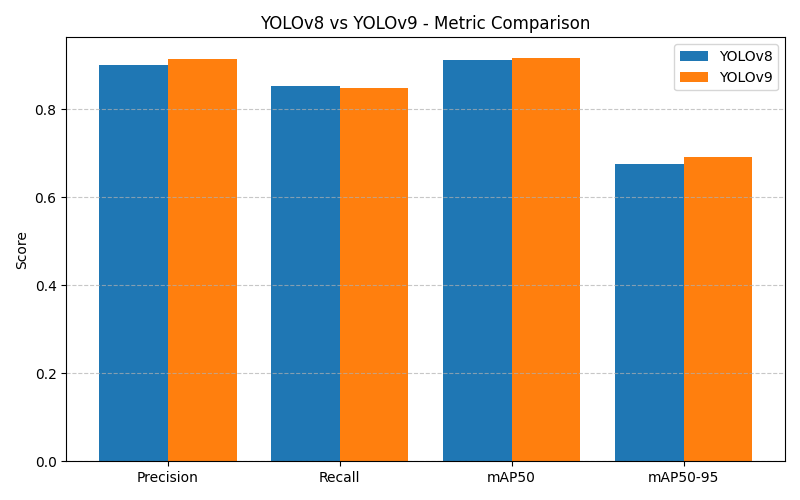 YOLOv8 vs YOLOv9 - Metric Comparison
YOLOv8
YOLOv9
Score
0.8
0.6
0.4
0.2
0.0
Precision
Recall
mAP50
mAP50-95